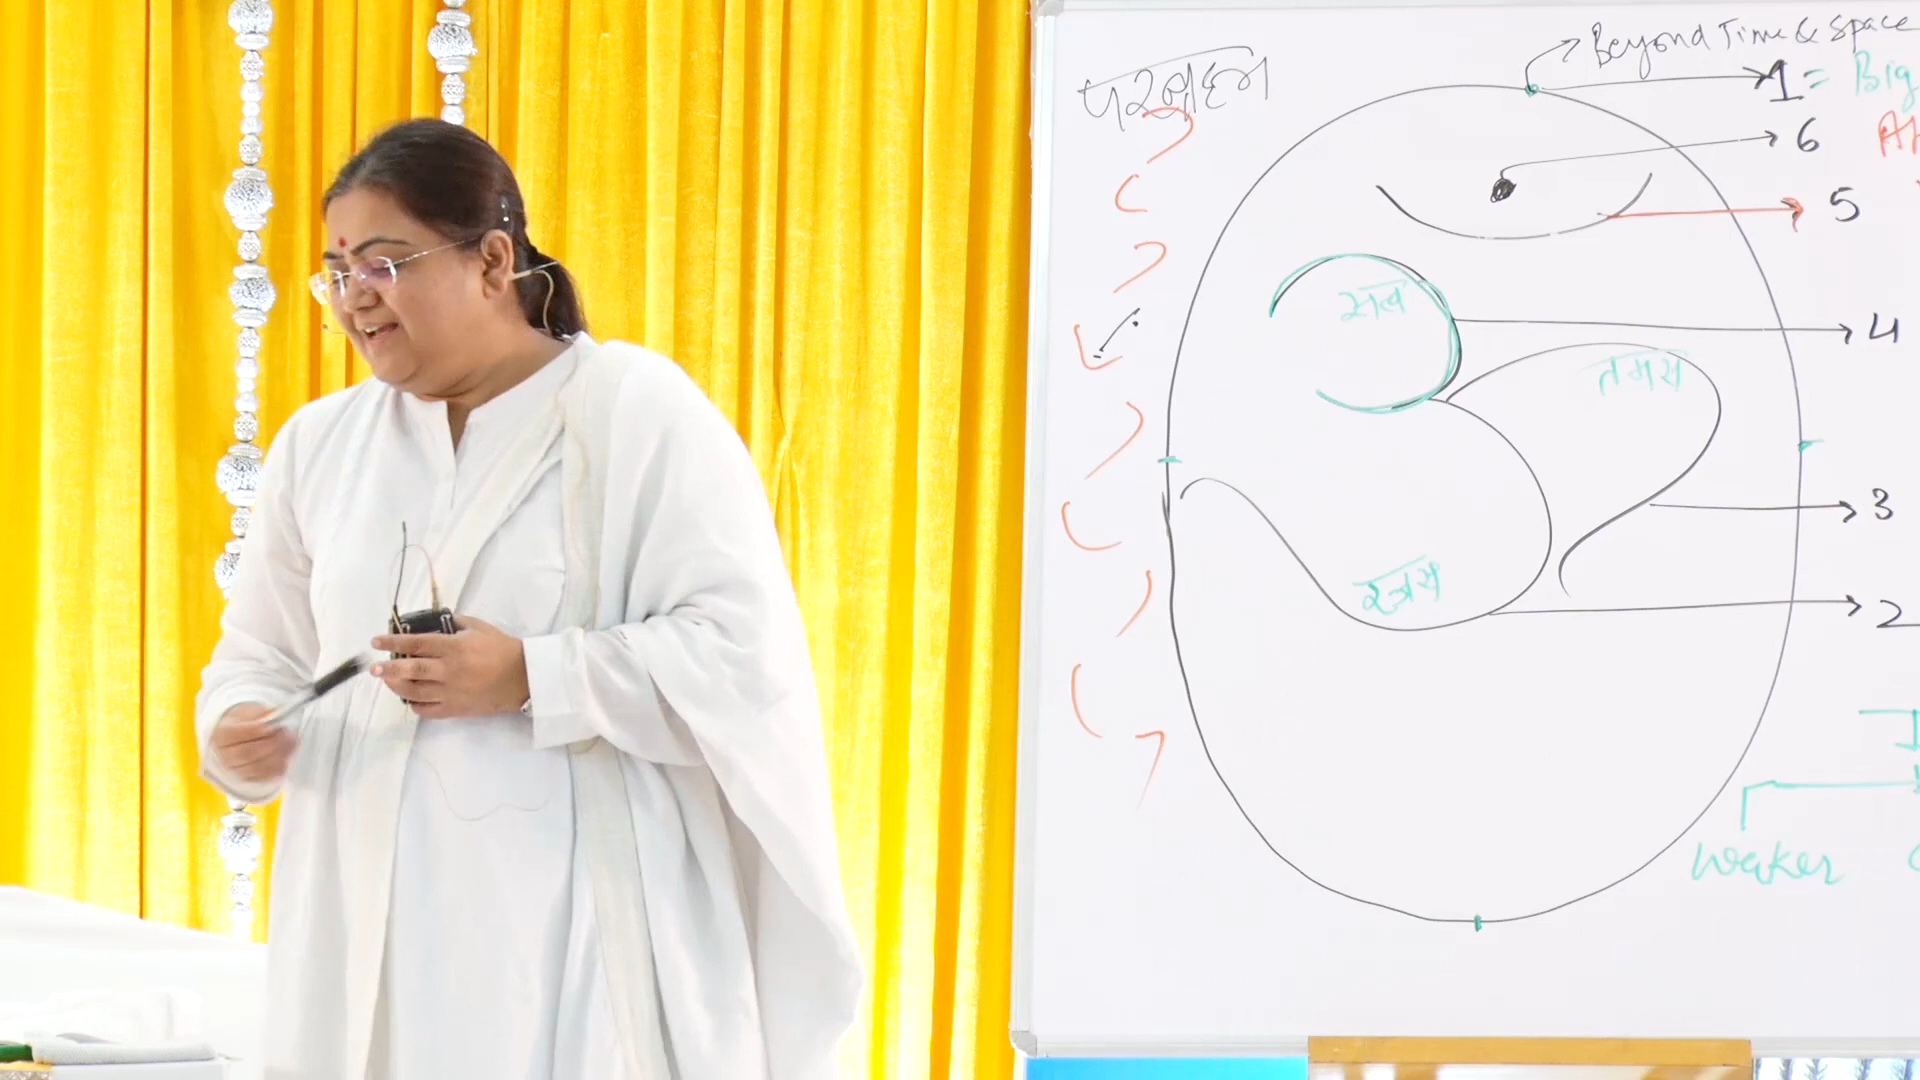 Beyond Time & Space
परब्रह्म
1 = Big
6
5
सत्व
4
तमस
3
रजस
2
weaker